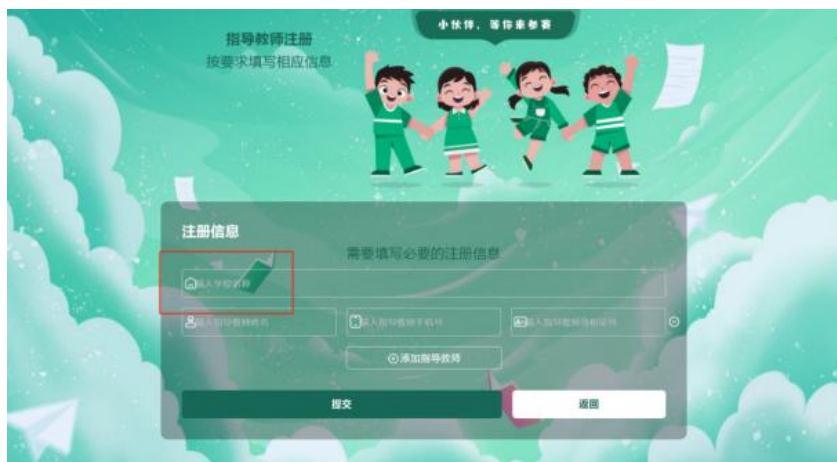 小伙伴，等你来参赛
指导教师注册
按要求填写相应信息
注册信息
需要填写必要的注册信息
输入学校名称
输入指导教师姓名
输入指导教师手机号
输入指导教师身份证号
添加指导教师
提交
返回